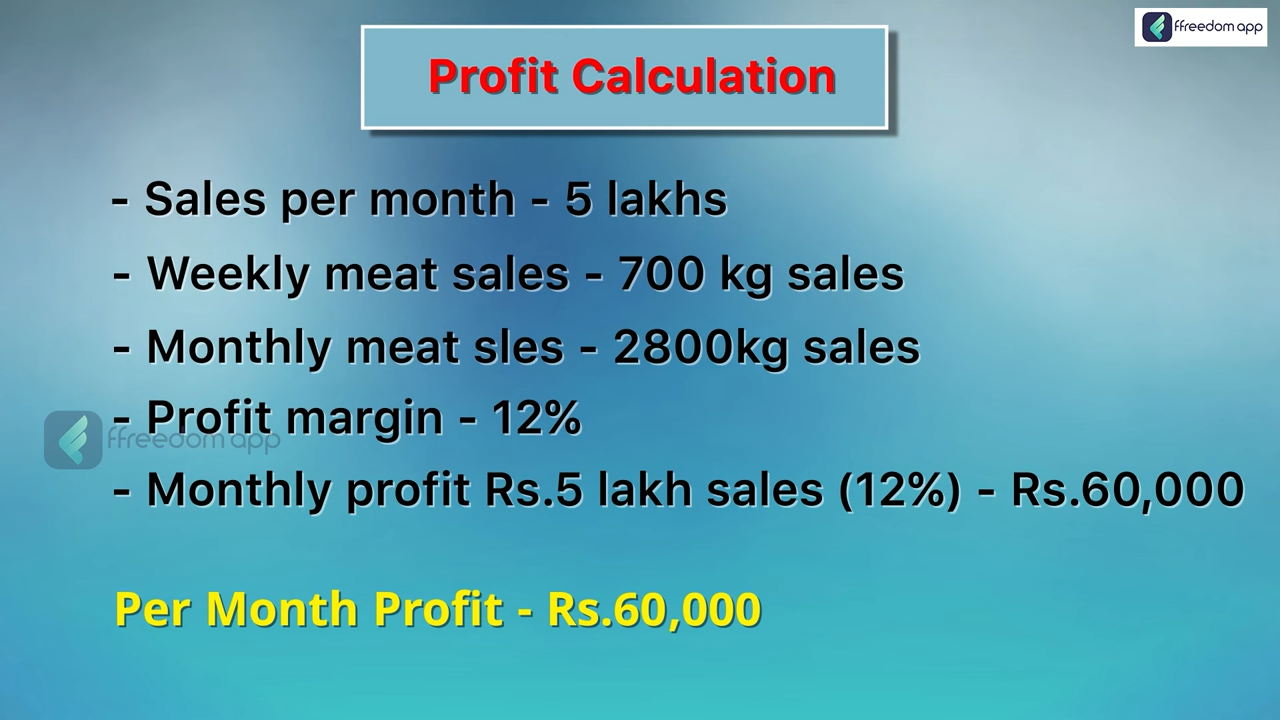 ffreedom app
Profit Calculation
- Sales per month - 5 lakhs
- Weekly meat sales - 700 kg sales
- Monthly meat sles - 2800kg sales
- Profit margin - 12%
ffreedom app
- Monthly profit Rs.5 lakh sales (12%) - Rs.60,000
Per Month Profit - Rs.60,000